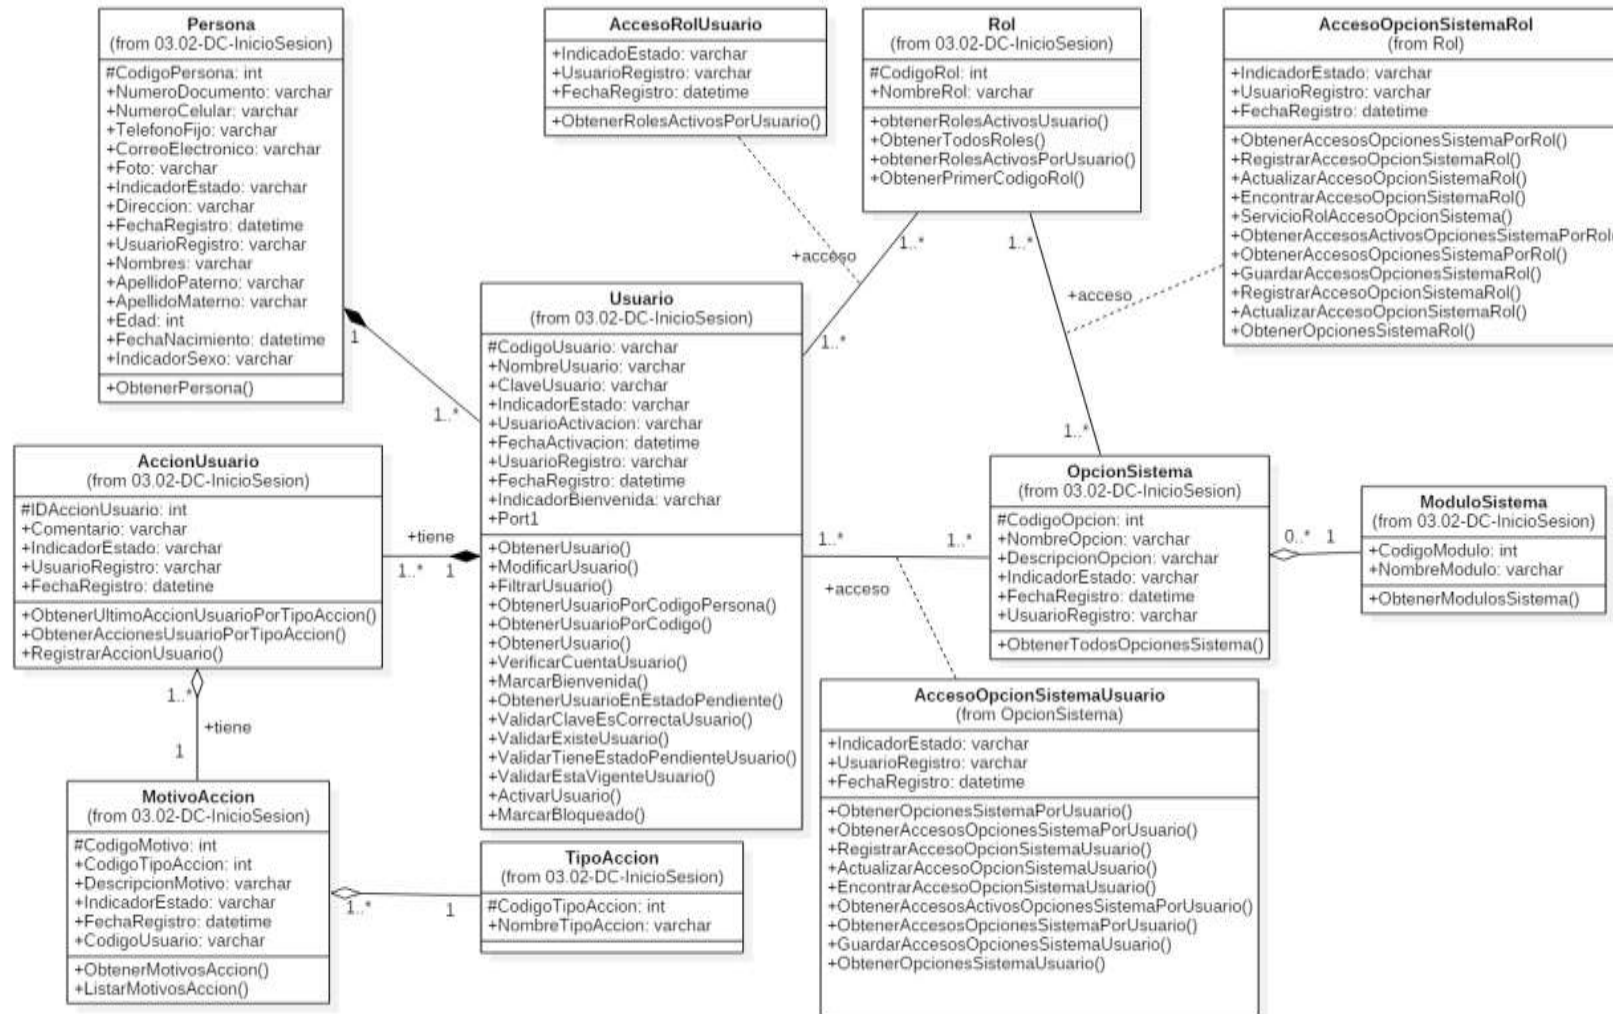 Persona
(from 03.02-DC-InicioSesion)
#CodigoPersona: int
+NumeroDocumento: varchar
+NumeroCelular: varchar
+TelefonoFijo: varchar
+CorreoElectronico: varchar
+Foto: varchar
+IndicadorEstado: varchar
+Direccion: varchar
+FechaRegistro: datetime
+UsuarioRegistro: varchar
+Nombres: varchar
+ApellidoPaterno: varchar
+ApellidoMaterno: varchar
+Edad: int
+FechaNacimiento: datetime
+IndicadorSexo: varchar
+ObtenerPersona()
AccesoRolUsuario
+IndicadoEstado: varchar
+UsuarioRegistro: varchar
+FechaRegistro: datetime
+ObtenerRolesActivosPorUsuario()
Rol
(from 03.02-DC-InicioSesion)
#CodigoRol: int
+NombreRol: varchar
+obtenerRolesActivosUsuario()
+ObtenerTodosRoles()
+obtenerRolesActivosPorUsuario()
+ObtenerPrimerCodigoRol()
AccesoOpcionSistemaRol
(from Rol)
+IndicadorEstado: varchar
+UsuarioRegistro: varchar
+FechaRegistro: datetime
+ObtenerAccesosOpcionesSistemaPorRol()
+RegistrarAccesoOpcionSistemaRol()
+ActualizarAccesoOpcionSistemaRol()
+EncontrarAccesoOpcionSistemaRol()
+ServicioRolAccesoOpcionSistema()
+ObtenerAccesosActivosOpcionesSistemaPorRol(
+ObtenerAccesosOpcionesSistemaPorRol()
+GuardarAccesosOpcionesSistemaRol()
+RegistrarAccesoOpcionSistemaRol()
+ActualizarAccesoOpcionSistemaRol()
+ObtenerOpcionesSistemaRol()
1..*
1..*
+acceso
+acceso
1..*
1
1..*
1..*
Usuario
(from 03.02-DC-InicioSesion)
#CodigoUsuario: varchar
+NombreUsuario: varchar
+ClaveUsuario: varchar
+IndicadorEstado: varchar
+UsuarioActivacion: varchar
+FechaActivacion: datetime
+UsuarioRegistro: varchar
+FechaRegistro: datetime
+IndicadorBienvenida: varchar
+Port1
+ObtenerUsuario()
+ModificarUsuario()
+FiltrarUsuario()
+ObtenerUsuarioPorCodigoPersona()
+ObtenerUsuarioPorCodigo()
+ObtenerUsuario()
+VerificarCuentaUsuario()
+MarcarBienvenida()
+ObtenerUsuarioEnEstadoPendiente()
+ValidarClaveEsCorrectaUsuario()
+ValidarExisteUsuario()
+ValidarTieneEstadoPendienteUsuario()
+ValidarEstaVigenteUsuario()
+ActivarUsuario()
+MarcarBloqueado()
AccionUsuario
(from 03.02-DC-InicioSesion)
#IDAccionUsuario: int
+Comentario: varchar
+IndicadorEstado: varchar
+UsuarioRegistro: varchar
+FechaRegistro: datetine
+ObtenerUltimoAccionUsuarioPorTipoAccion()
+ObtenerAccionesUsuarioPorTipoAccion()
+RegistrarAccionUsuario()
+tiene
1..*
1
1..*
1..*
+acceso
OpcionSistema
(from 03.02-DC-InicioSesion)
#CodigoOpcion: int
+NombreOpcion: varchar
+DescripcionOpcion: varchar
+IndicadorEstado: varchar
+FechaRegistro: datetime
+UsuarioRegistro: varchar
+ObtenerTodosOpcionesSistema()
0..*
1
ModuloSistema
(from 03.02-DC-InicioSesion)
+CodigoModulo: int
+NombreModulo: varchar
+ObtenerModulosSistema()
1..*
+tiene
1
MotivoAccion
(from 03.02-DC-InicioSesion)
#CodigoMotivo: int
+CodigoTipoAccion: int
+DescripcionMotivo: varchar
+IndicadorEstado: varchar
+FechaRegistro: datetime
+CodigoUsuario: varchar
+ObtenerMotivosAccion()
+ListarMotivosAccion()
1..*
1
TipoAccion
(from 03.02-DC-InicioSesion)
#CodigoTipoAccion: int
+NombreTipoAccion: varchar
AccesoOpcionSistemaUsuario
(from OpcionSistema)
+IndicadorEstado: varchar
+UsuarioRegistro: varchar
+FechaRegistro: datetime
+ObtenerOpcionesSistemaPorUsuario()
+ObtenerAccesosOpcionesSistemaPorUsuario()
+RegistrarAccesoOpcionSistemaUsuario()
+ActualizarAccesoOpcionSistemaUsuario()
+EncontrarAccesoOpcionSistemaUsuario()
+ObtenerAccesosActivosOpcionesSistemaPorUsuario()
+ObtenerAccesosOpcionesSistemaPorUsuario()
+GuardarAccesosOpcionesSistemaUsuario()
+ObtenerOpcionesSistemaUsuario()